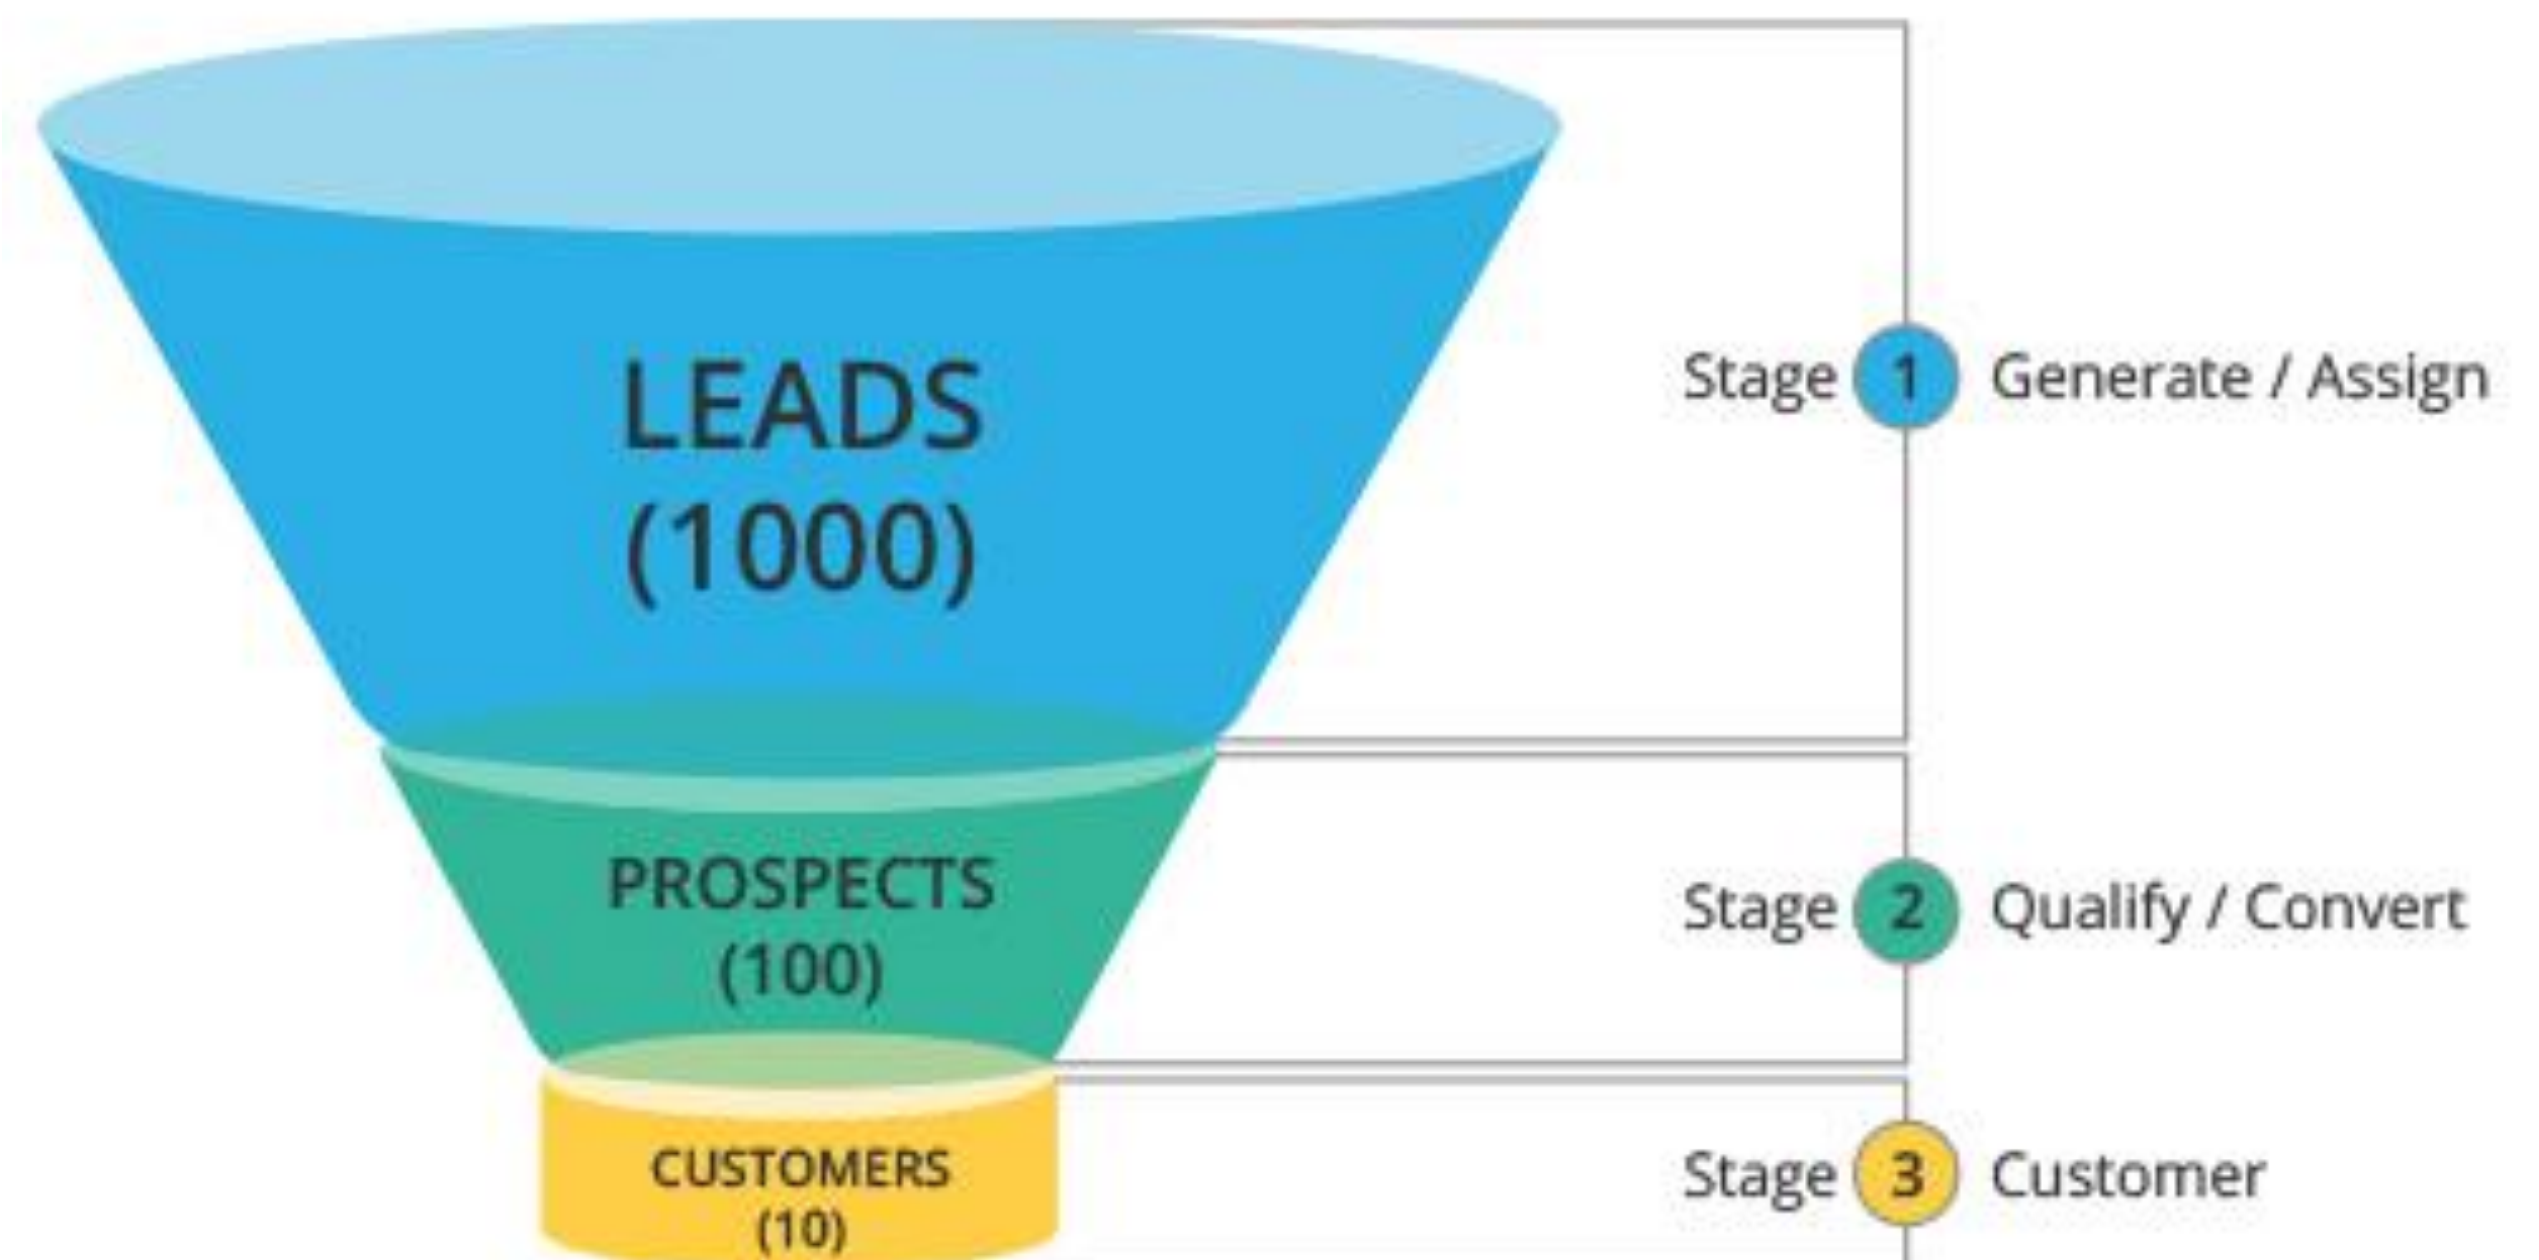 LEADS
(1000)
Stage 1 Generate / Assign
PROSPECTS
(100)
Stage 2 Qualify / Convert
CUSTOMERS
(10)
Stage 3 Customer